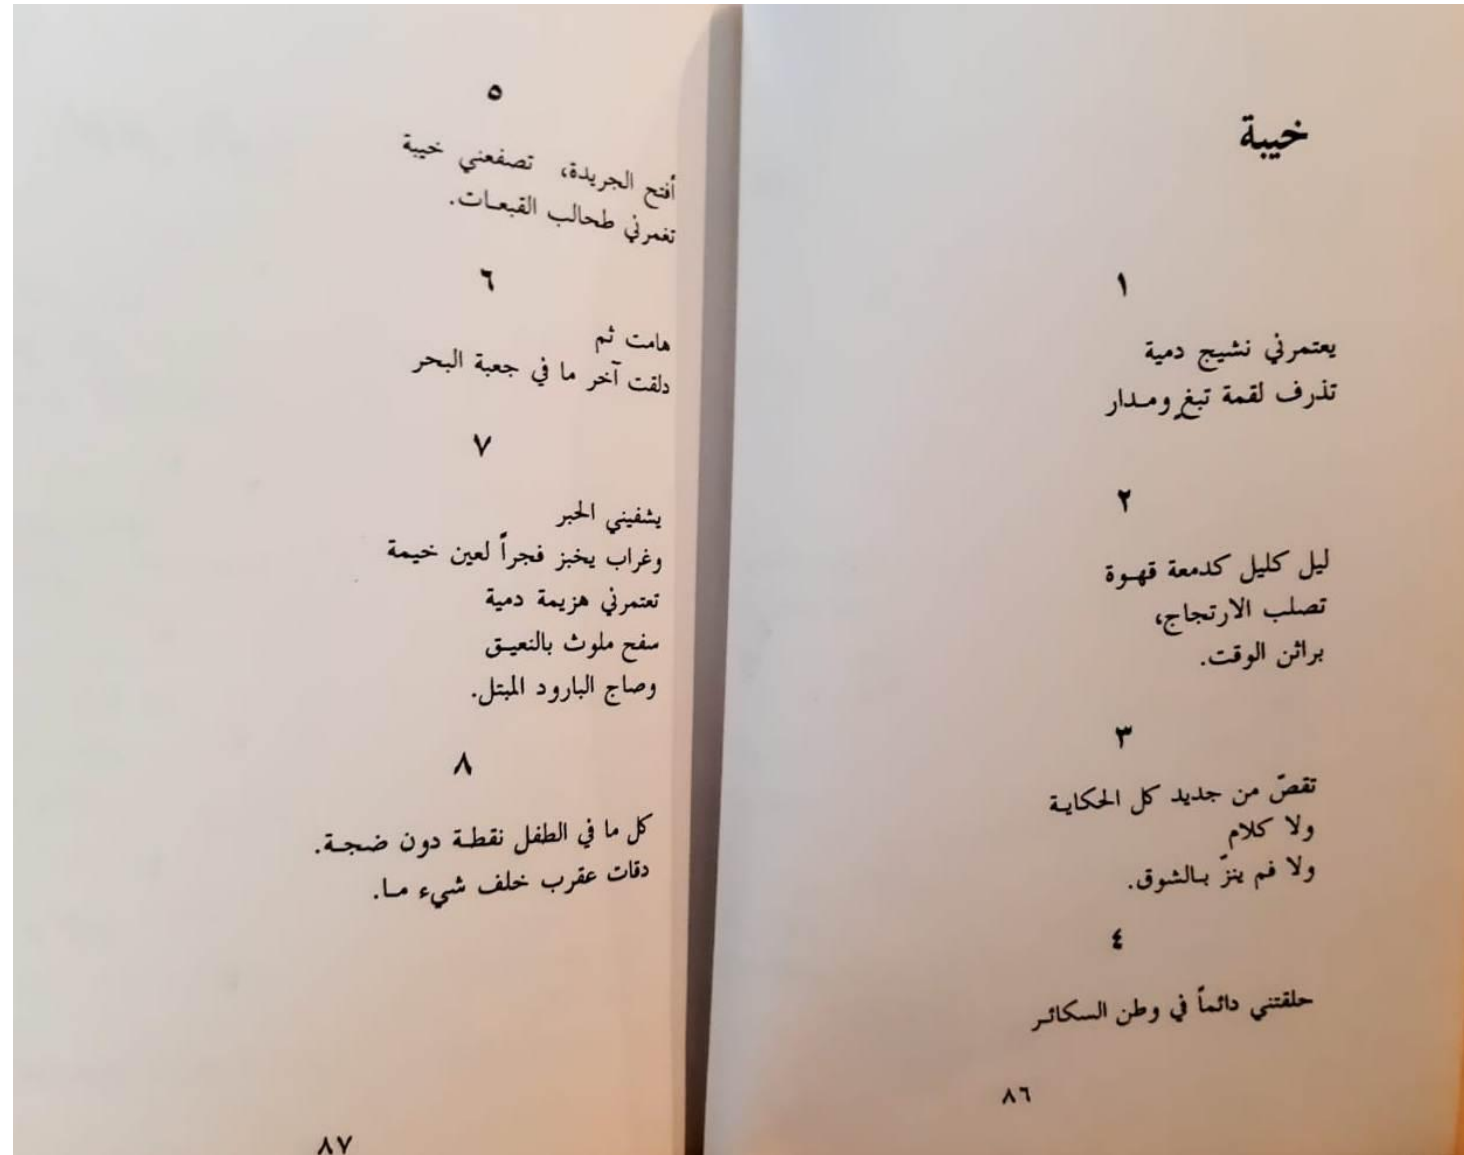 خيبة
١
يعتمرني نشيج دمية
تذرف لقمة تبغٍ ومدار
٢
ليل كليل كدمعة قهوة
تصلب الارتجاج،
براثن الوقت.
٣
تقصّ من جديد كل الحكاية
ولا كلام
ولا فم ينزّ بالشوق.
٤
حلقتني دائماً في وطن السكائر
٨٦
٥
أفتح الجريدة، تصفعني خيبة
تغمرني طحالب القبعات.
٦
هامت ثم
دلقت آخر ما في جعبة البحر
٧
يشفيني الحبر
وغراب يخبز فجراً لعين خيمة
تعتمرني هزيمة دمية
سفح ملوث بالنعيق
وصاج البارود المبتل.
٨
كل ما في الطفل نقطة دون ضجة.
دقات عقرب خلف شيء ما.
٨٧